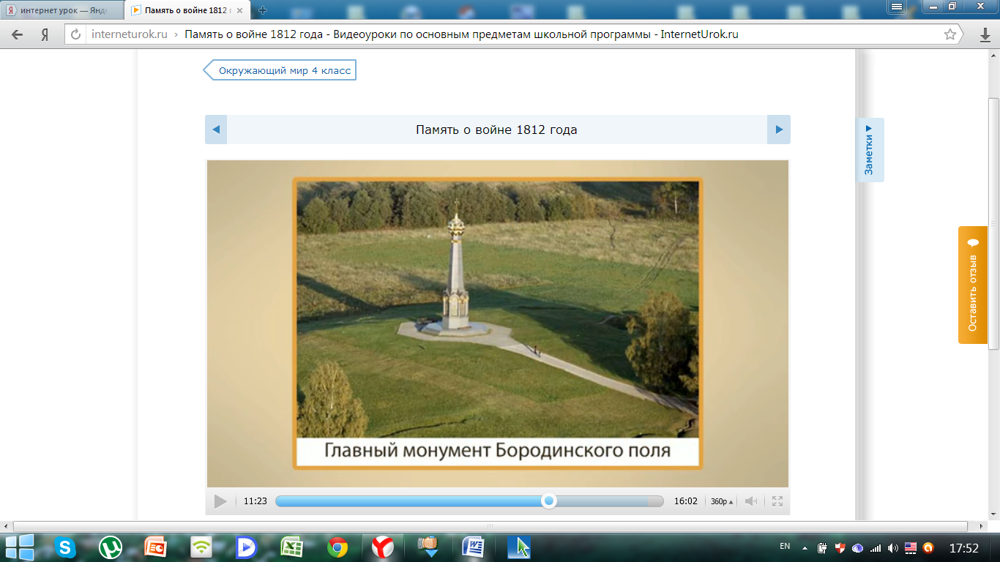 интернет урок — Янд
Память о войне 1812 г
interneturok.ru › Память о войне 1812 года - Видеоуроки по основным предметам школьной программы - InternetUrok.ru
Окружающий мир 4 класс
Память о войне 1812 года
Заметки
Оставить отзыв
Главный монумент Бородинского поля
11:23
16:02
360p
EN
17:52